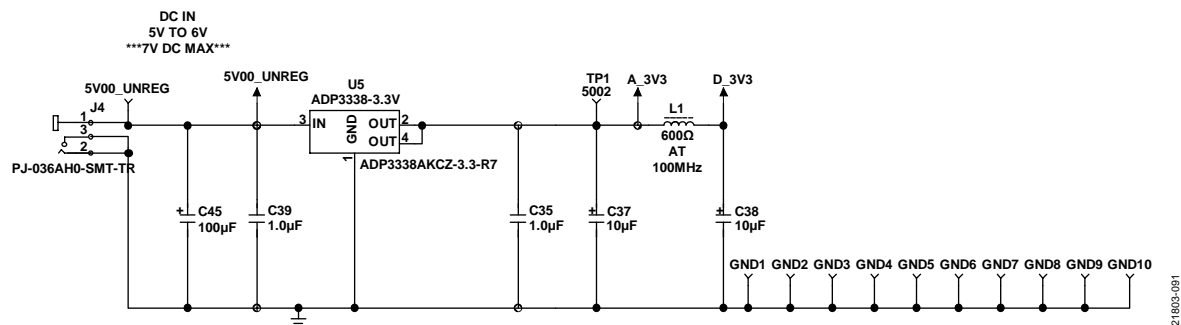 DC IN
5V TO 6V
***7V DC MAX***
5V00_UNREG
J4
1
3
2
PJ-036AH0-SMT-TR
5V00_UNREG
U5
ADP3338-3.3V
3 IN
GND
OUT 2
OUT 4
1
ADP3338AKCZ-3.3-R7
TP1
5002
A_3V3
L1
600Ω
AT
100MHz
D_3V3
+
C45
100µF
C39
1.0µF
C35
1.0µF
+
C37
10µF
+
C38
10µF
GND1 GND2 GND3 GND4 GND5 GND6 GND7 GND8 GND9 GND10
21803-091